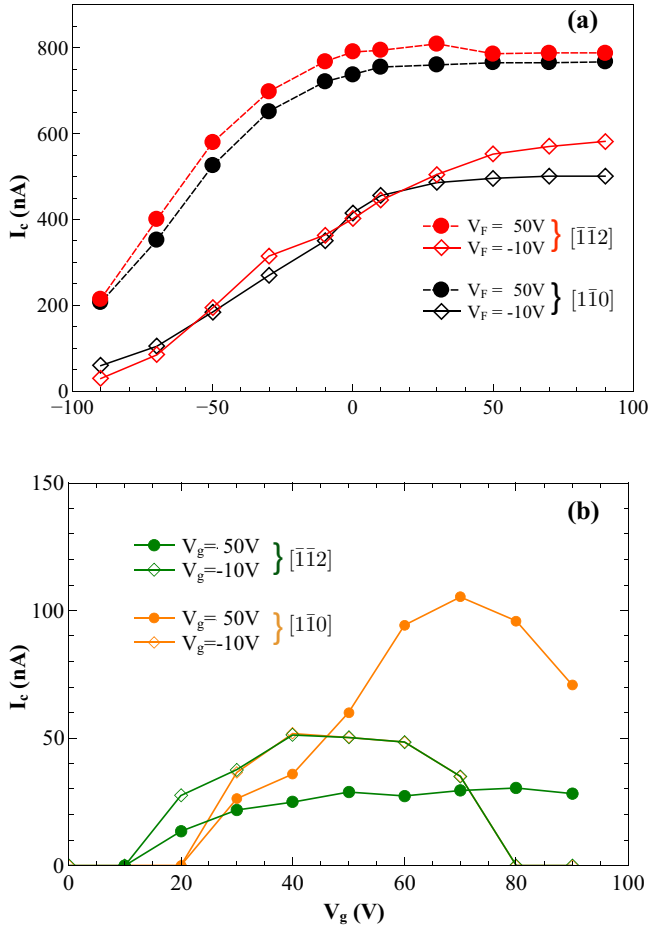 (a)
800
600
400
200
0
I_c (nA)
V_F = 50V
V_F = -10V
} [1̄1̄2]
V_F = 50V
V_F = -10V
} [11̄0]
−100 −50 0 50 100
(b)
150
100
50
0
I_c (nA)
V_g= 50V
V_g=-10V
} [1̄1̄2]
V_g= 50V
V_g=-10V
} [11̄0]
0 20 40 60 80 100
V_g (V)